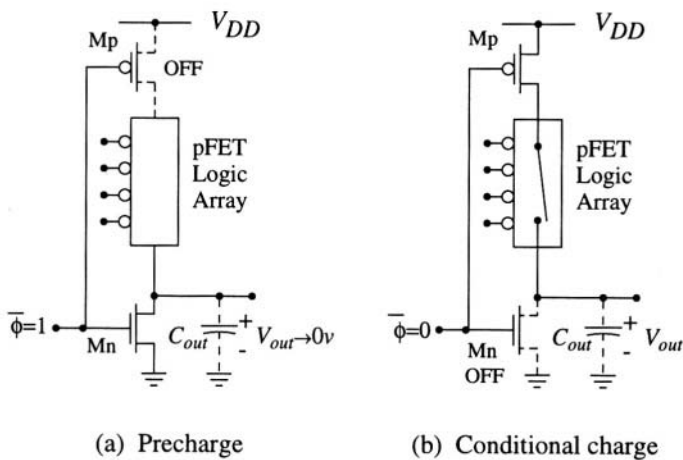 V_DD
Mp
OFF
pFET
Logic
Array
φ̅=1
Mn
C_out
+
-
V_out→0v
(a) Precharge
V_DD
Mp
pFET
Logic
Array
φ̅=0
Mn
OFF
C_out
+
-
V_out
(b) Conditional charge